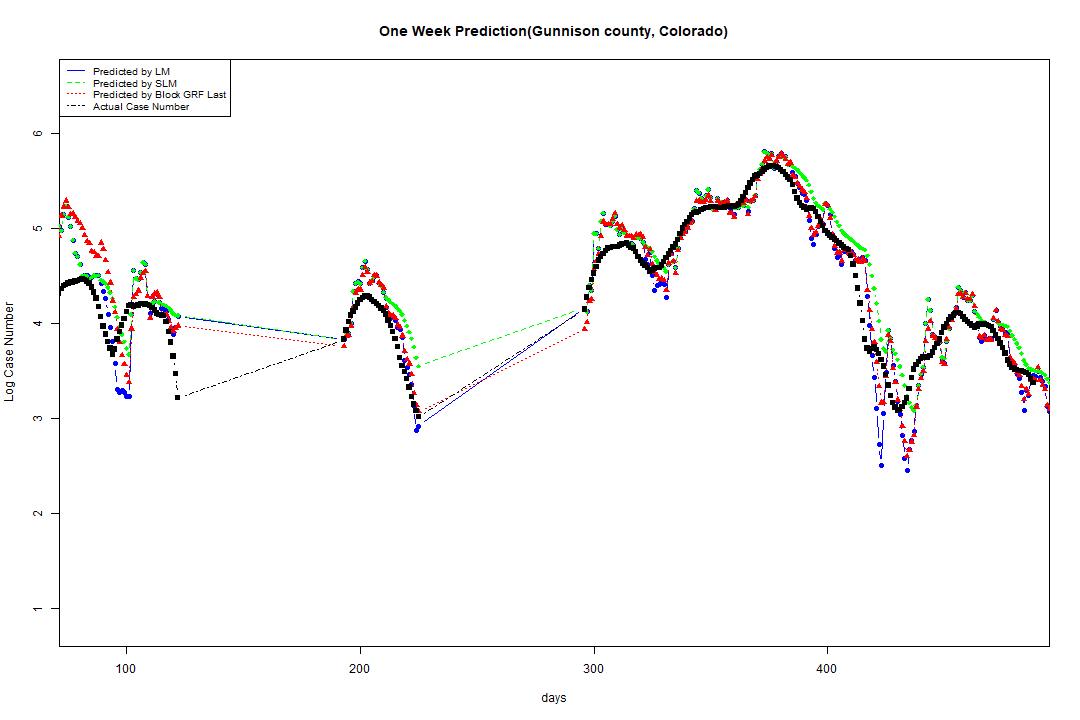 One Week Prediction(Gunnison county, Colorado)
Predicted by LM
Predicted by SLM
Predicted by Block GRF Last
Actual Case Number
6
5
4
3
2
1
Log Case Number
100 200 300 400
days